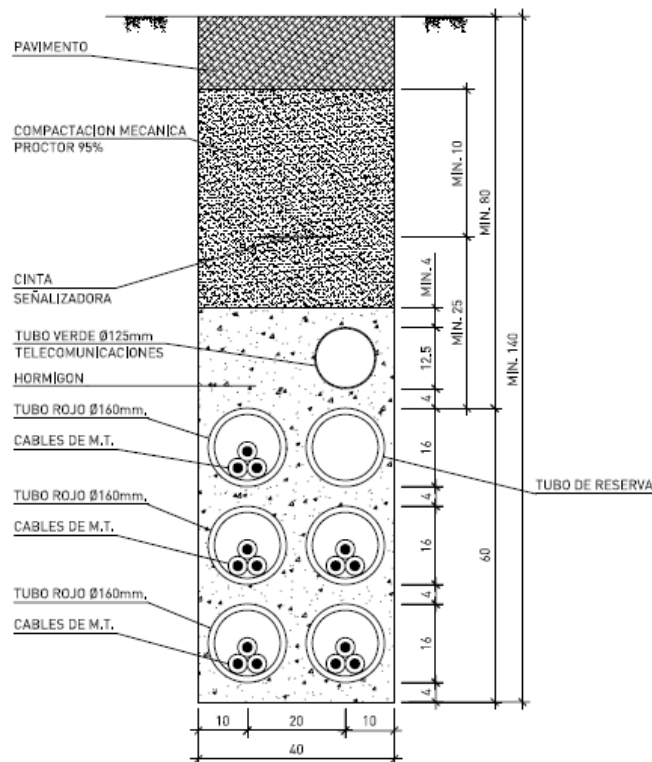 PAVIMENTO
COMPACTACION MECANICA
PROCTOR 95%
CINTA
SEÑALIZADORA
TUBO VERDE Ø125mm
TELECOMUNICACIONES
HORMIGON
TUBO ROJO Ø160mm.
CABLES DE M.T.
TUBO ROJO Ø160mm.
CABLES DE M.T.
TUBO ROJO Ø160mm.
CABLES DE M.T.
TUBO DE RESERVA
MIN. 10
MIN. 4
MIN. 25
MIN. 80
MIN. 140
12.5
4
16
4
16
4
16
4
60
10
20
10
40